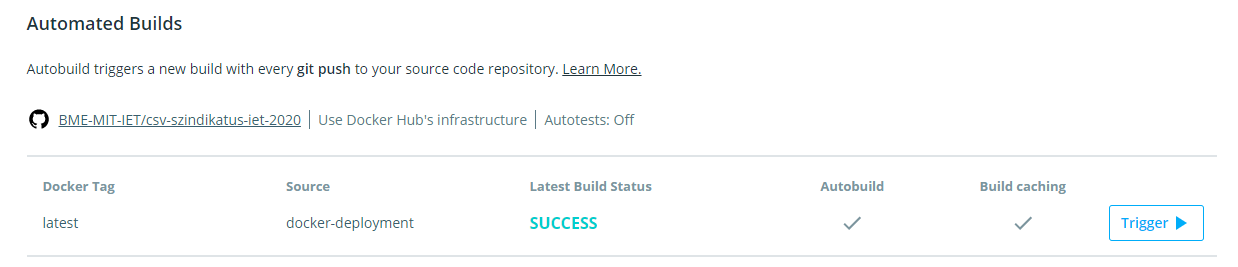 Automated Builds
Autobuild triggers a new build with every git push to your source code repository. Learn More.
BME-MIT-IET/csv-szindikatus-iet-2020 Use Docker Hub's infrastructure Autotests: Off
Docker Tag Source Latest Build Status Autobuild Build caching
latest docker-deployment SUCCESS Trigger